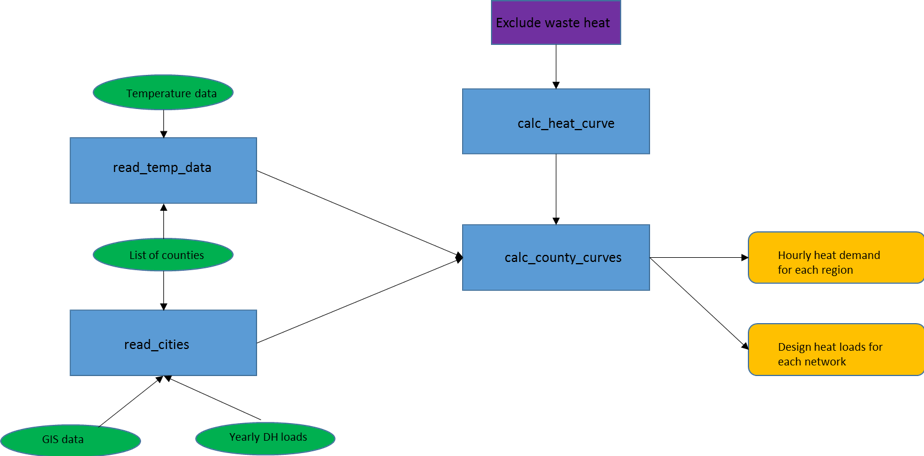 Exclude waste heat
Temperature data
calc_heat_curve
read_temp_data
List of counties
calc_county_curves
Hourly heat demand
for each region
read_cities
Design heat loads for
each network
GIS data
Yearly DH loads